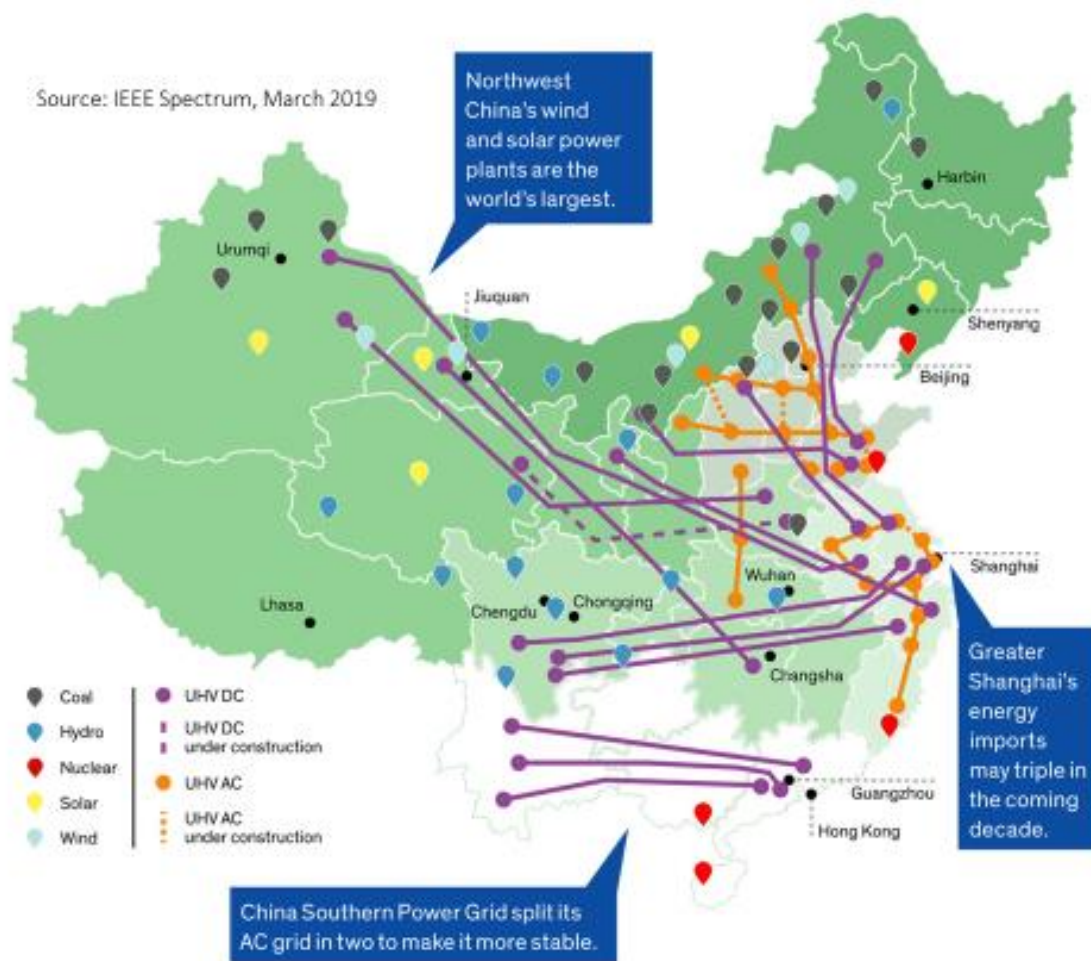 Source: IEEE Spectrum, March 2019
Northwest
China's wind
and solar power
plants are the
world's largest.
Harbin
Urumqi
Jiuquan
Shenyang
Beijing
Shanghai
Wuhan
Lhasa
Chengdu
Chongqing
Changsha
Coal
Hydro
Nuclear
Solar
Wind
UHV DC
UHV DC
under construction
UHV AC
UHV AC
under construction
Guangzhou
Hong Kong
Greater
Shanghai's
energy
imports
may triple in
the coming
decade.
China Southern Power Grid split its
AC grid in two to make it more stable.